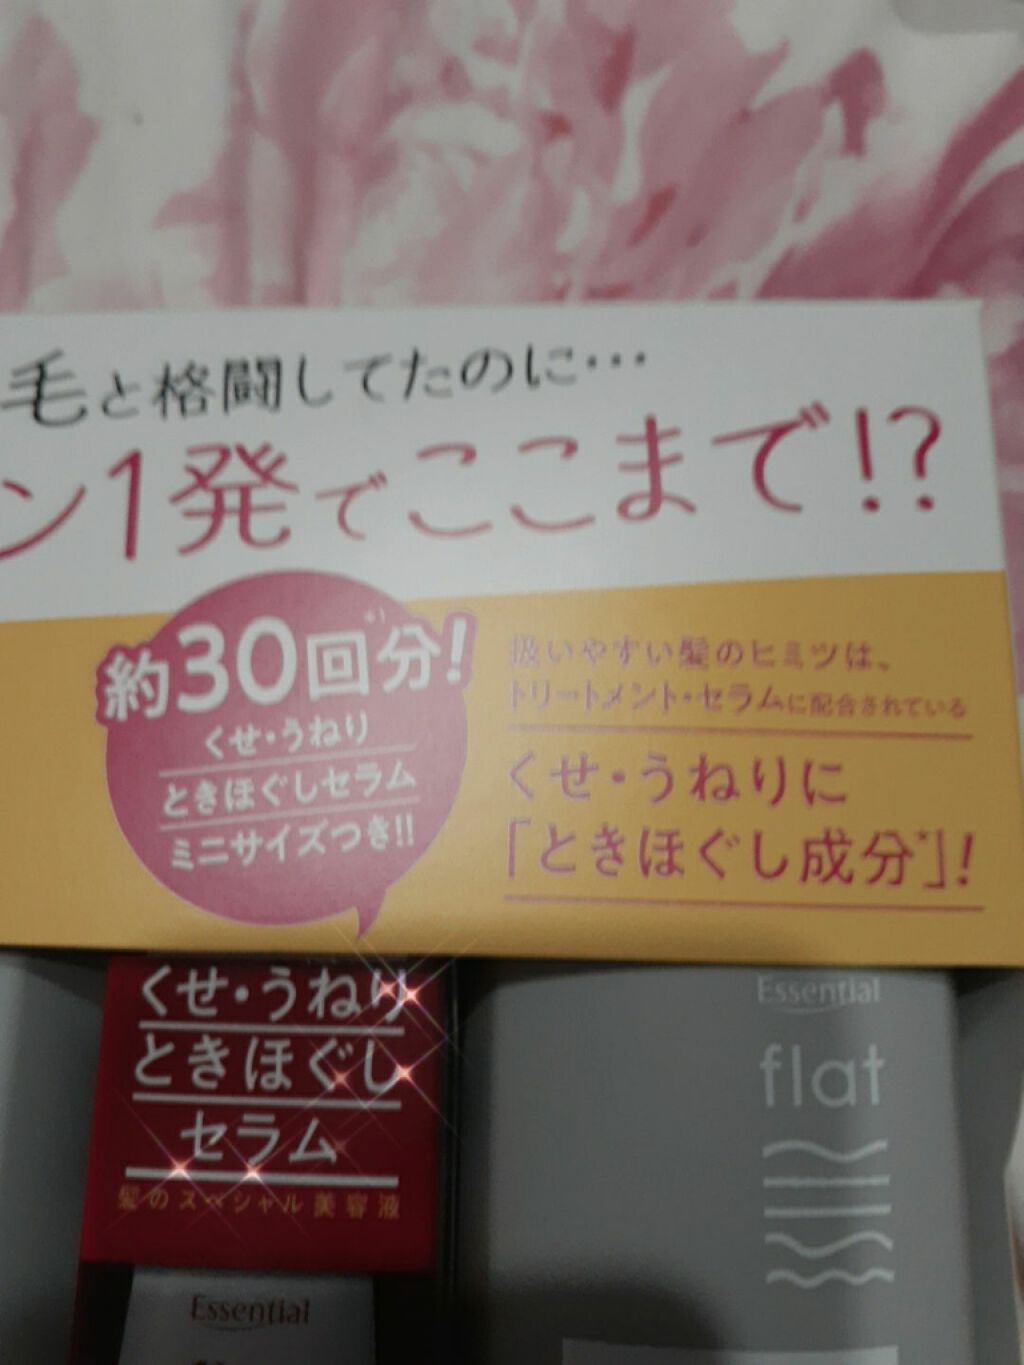 毛と格闘してたのに…
ン1発でここまで!?
約30回分!
*1
くせ・うねり
ときほぐしセラム
ミニサイズつき!!
扱いやすい髪のヒミツは、
トリートメント・セラムに配合されている
くせ・うねりに
「ときほぐし成分*」!
くせ・うねり
ときほぐし
セラム
髪のスペシャル美容液
Essential
Essential
flat